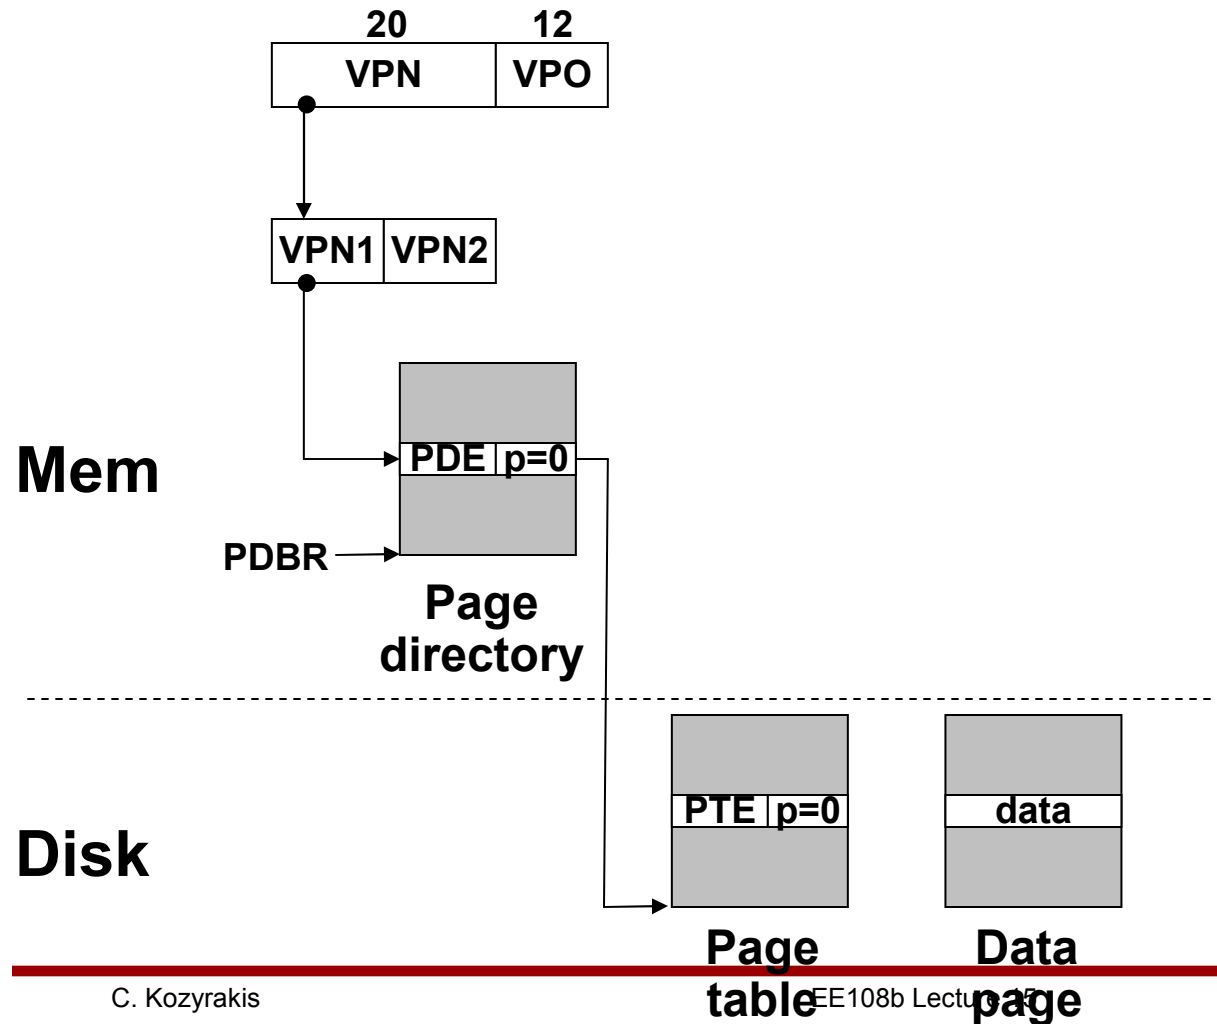 20 12
VPN VPO
VPN1 VPN2
Mem
PDE p=0
PDBR
Page
directory
Disk
PTE p=0
data
Page
table
Data
page
C. Kozyrakis
EE108b Lecture 15